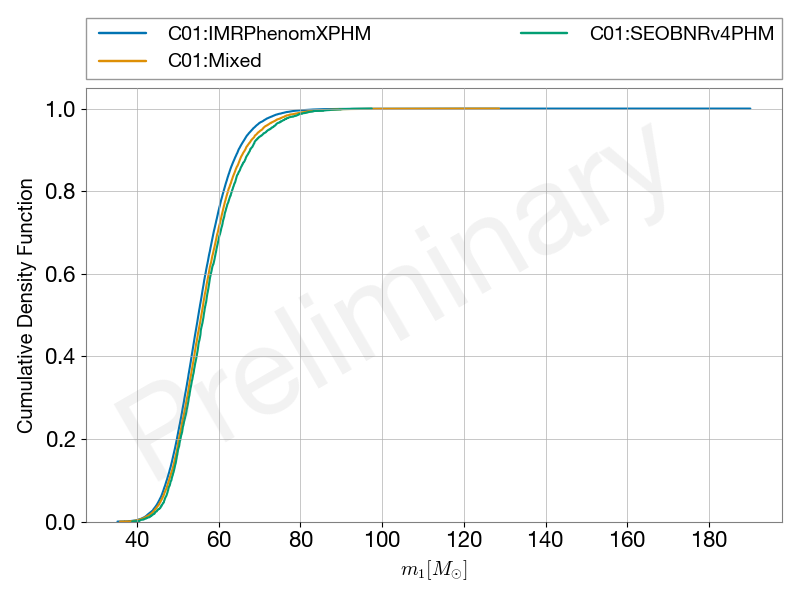 C01:IMRPhenomXPHM
C01:Mixed
C01:SEOBNRv4PHM
Cumulative Density Function
1.0
0.8
0.6
0.4
0.2
0.0
Preliminary
40 60 80 100 120 140 160 180
m₁[M☉]